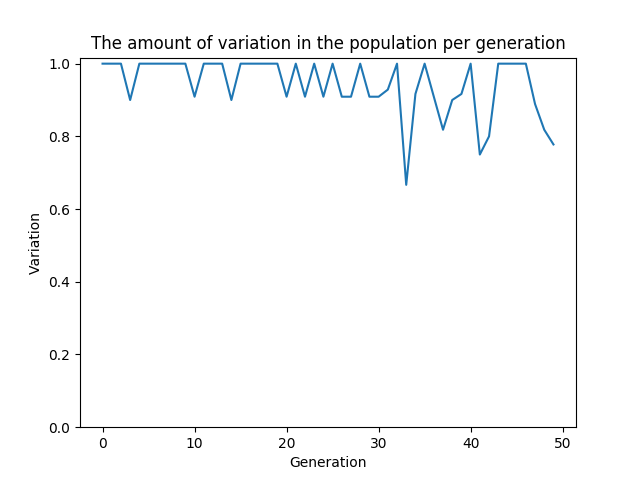 The amount of variation in the population per generation
1.0
0.8
0.6
0.4
0.2
0.0
Variation
0 10 20 30 40 50
Generation